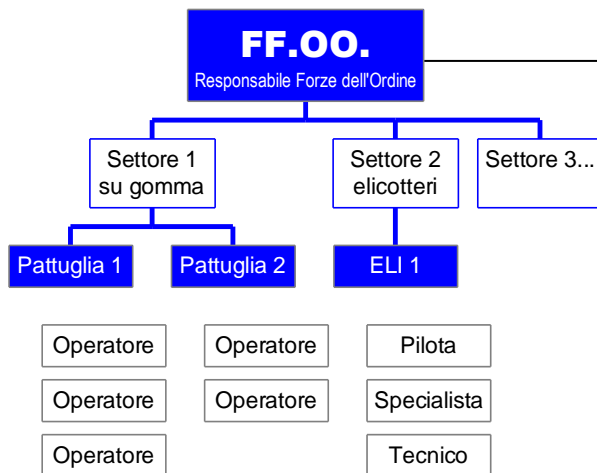 FF.OO.
Responsabile Forze dell'Ordine
Settore 1
su gomma
Settore 2
elicotteri
Settore 3...
Pattuglia 1
Pattuglia 2
ELI 1
Operatore
Operatore
Pilota
Operatore
Operatore
Specialista
Operatore
Tecnico